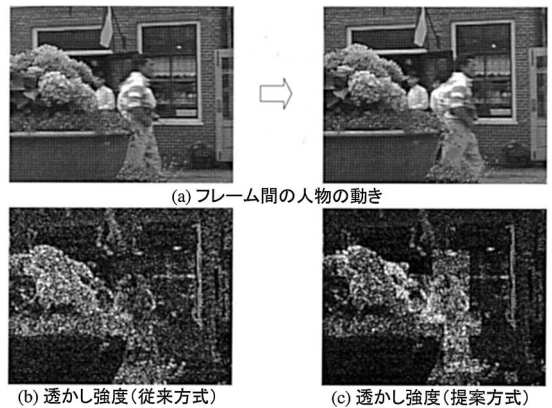 (a) フレーム間の人物の動き
(b) 透かし強度(従来方式)
(c) 透かし強度(提案方式)